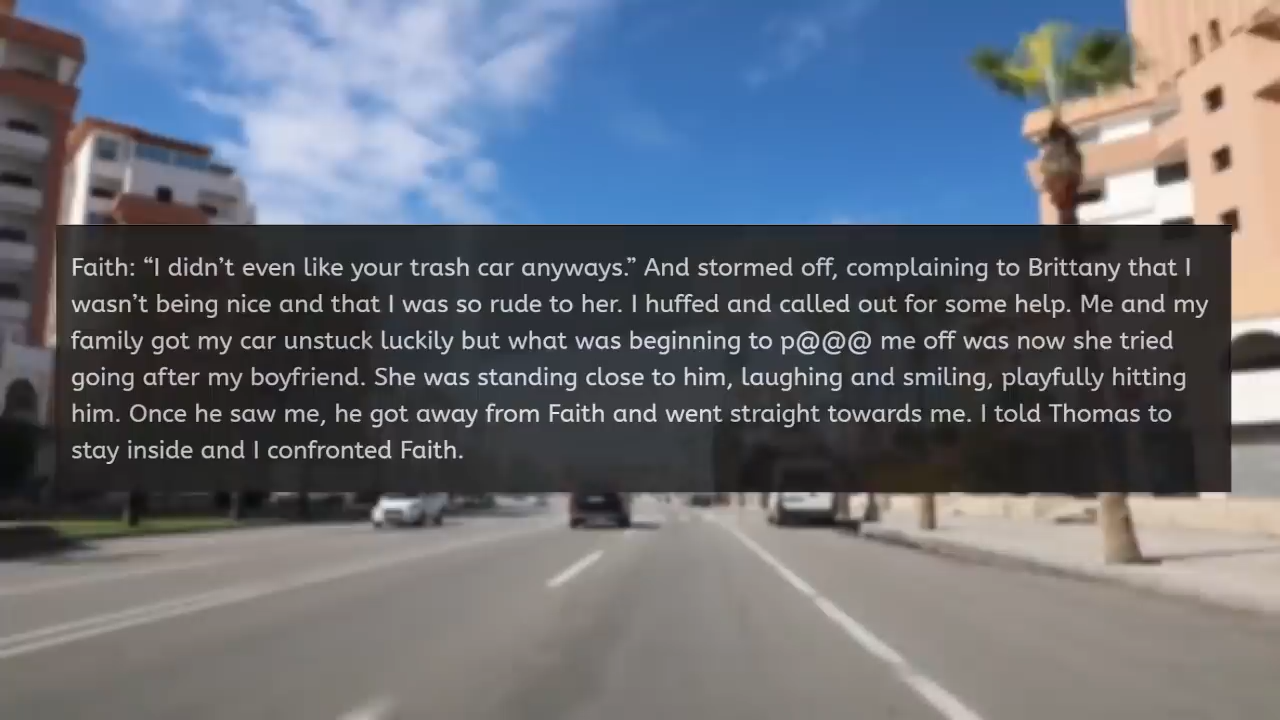 Faith: “I didn’t even like your trash car anyways.” And stormed off, complaining to Brittany that I
wasn’t being nice and that I was so rude to her. I huffed and called out for some help. Me and my
family got my car unstuck luckily but what was beginning to p@@@ me off was now she tried
going after my boyfriend. She was standing close to him, laughing and smiling, playfully hitting
him. Once he saw me, he got away from Faith and went straight towards me. I told Thomas to
stay inside and I confronted Faith.